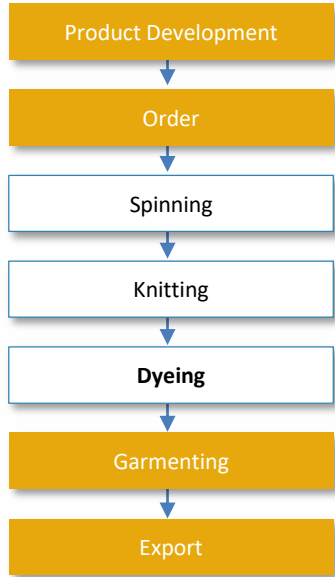 Product Development
Order
Spinning
Knitting
Dyeing
Garmenting
Export